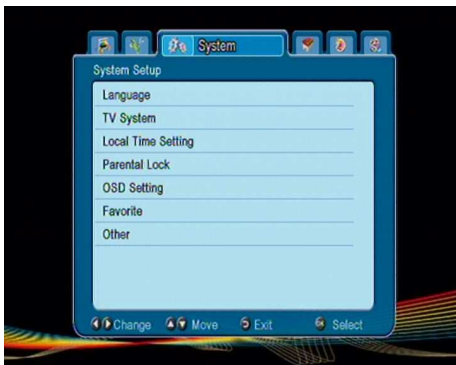 System
System Setup
Language
TV System
Local Time Setting
Parental Lock
OSD Setting
Favorite
Other
Change Move Exit Select